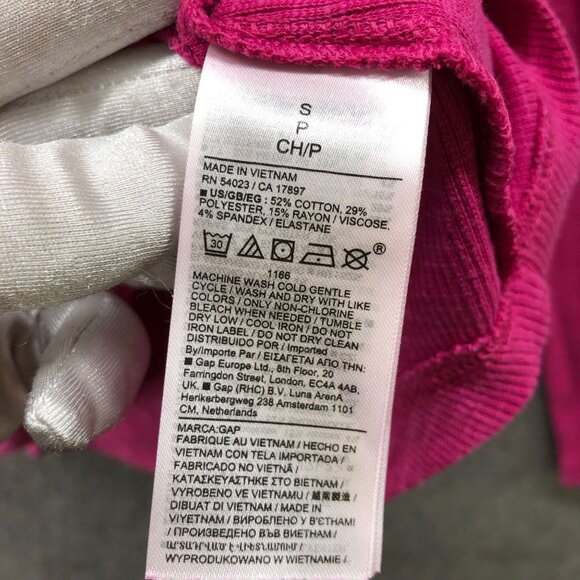 S
P
CH/P
MADE IN VIETNAM
RN 54023 / CA 17897
■ US/GB/EG : 52% COTTON, 29%
POLYESTER, 15% RAYON / VISCOSE,
4% SPANDEX / ELASTANE
30 ®
1166
MACHINE WASH COLD GENTLE
CYCLE / WASH AND DRY WITH LIKE
COLORS / ONLY NON-CHLORINE
BLEACH WHEN NEEDED / TUMBLE
DRY LOW / COOL IRON / DO NOT
IRON LABEL / DO NOT DRY CLEAN
DISTRIBUIDO POR / Imported
By/Importe Par / ΕΙΣΑΓΕΤΑΙ ΑΠΟ ΤΗΝ:
■ Gap Europe Ltd., 8th Floor, 20
Farringdon Street, London, EC4A 4AB,
UK. ■ Gap (RHC) B.V. Luna ArenA,
Herikerbergweg 238 Amsterdam 1101
CM, Netherlands
MARCA:GAP
FABRIQUE AU VIETNAM / HECHO EN
VIETNAM CON TELA IMPORTADA /
FABRICADO NO VIETNÃ /
ΚΑΤΑΣΚΕΥΑΣΤΗΚΕ ΣΤΟ ΒΙΕΤΝΑΜ /
VYROBENO VE VIETNAMU / 越南製造 /
DIBUAT DI VIETNAM / MADE IN
VIYETNAM / ВИРОБЛЕНО У В'ЄТНАМІ
/ ПРОИЗВЕДЕНО ВЪВ ВИЕТНАМ /
WYPRODUKOWANO W WIETNAMIE /